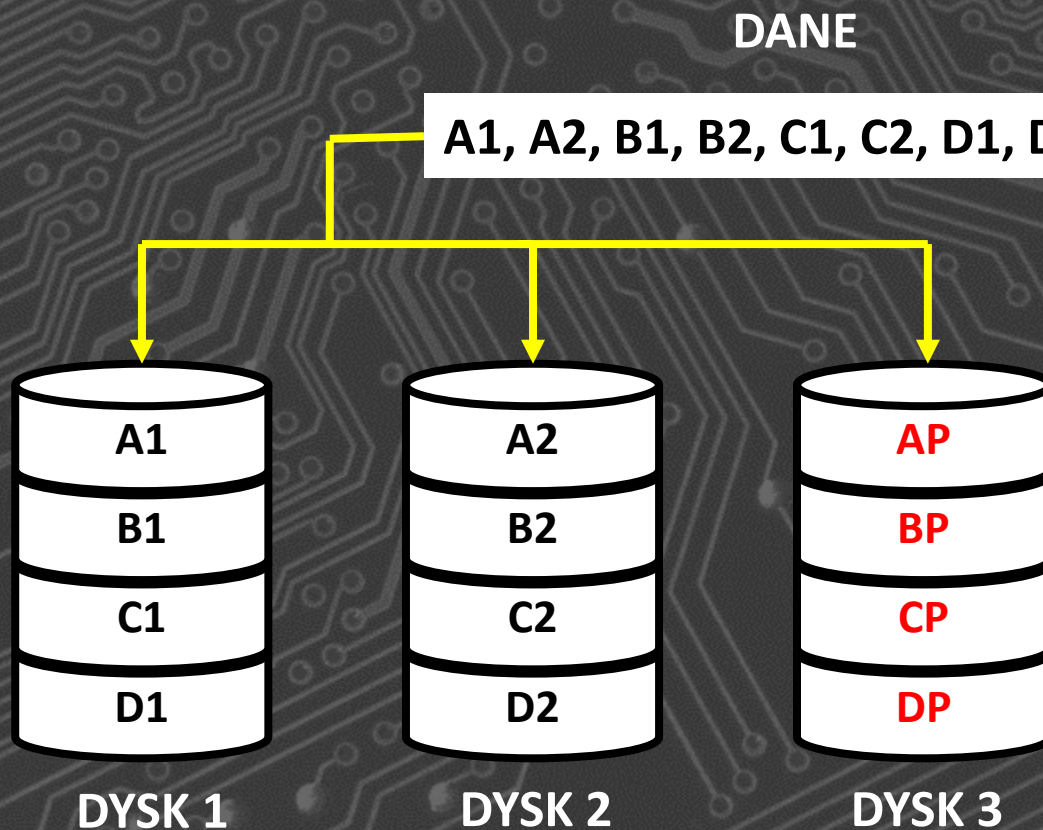 DANE
A1, A2, B1, B2, C1, C2, D1,
A1 A2 AP
B1 B2 BP
C1 C2 CP
D1 D2 DP
DYSK 1 DYSK 2 DYSK 3